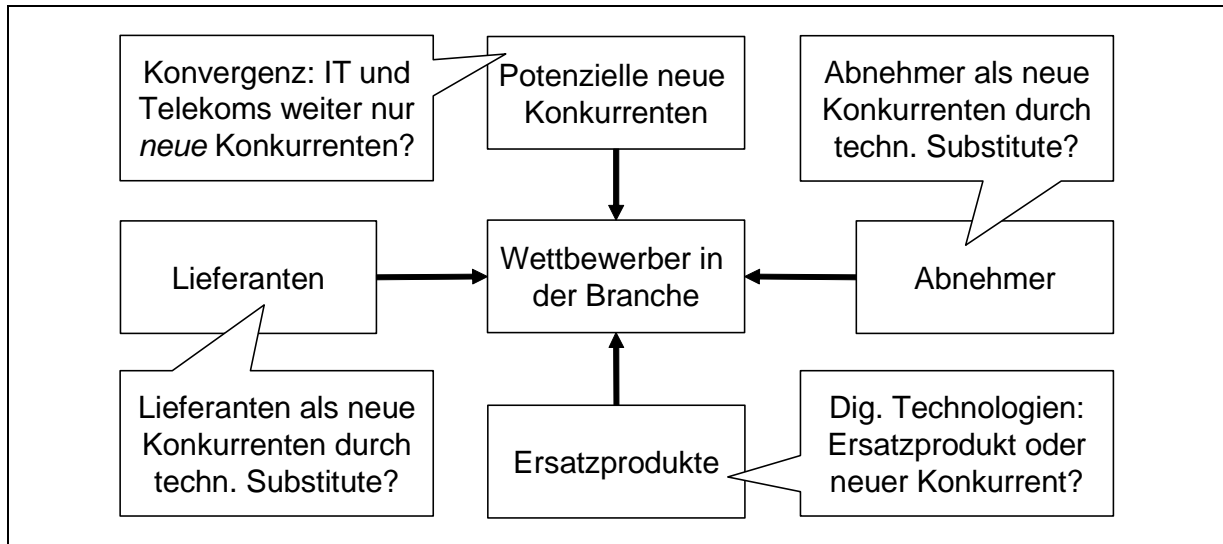 Konvergenz: IT und
Telekoms weiter nur
neue Konkurrenten?
Potenzielle neue
Konkurrenten
Abnehmer als neue
Konkurrenten durch
techn. Substitute?
Lieferanten
Wettbewerber in
der Branche
Abnehmer
Lieferanten als neue
Konkurrenten durch
techn. Substitute?
Ersatzprodukte
Dig. Technologien:
Ersatzprodukt oder
neuer Konkurrent?